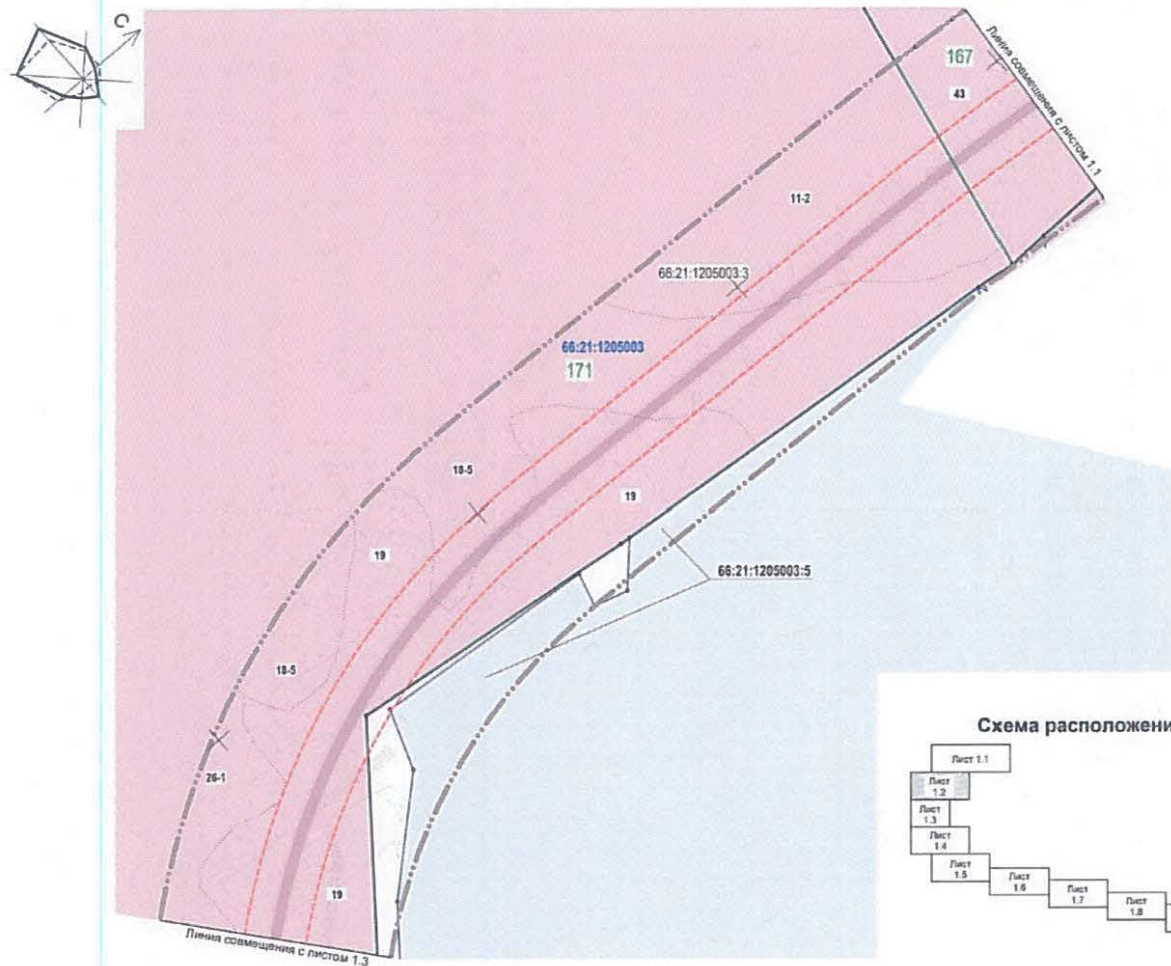 С
Линия совмещения с листом 1.1
167
43
11-2
66:21:1205003:3
66:21:1205003
171
18-5
19
19
66:21:1205003:5
18-5
26-1
19
Линия совмещения с листом 1.3
Схема расположени
Лист 1.1
Лист
1.2
Лист
1.3
Лист
1.4
Лист
1.5
Лист
1.6
Лист
1.7
Лист
1.8